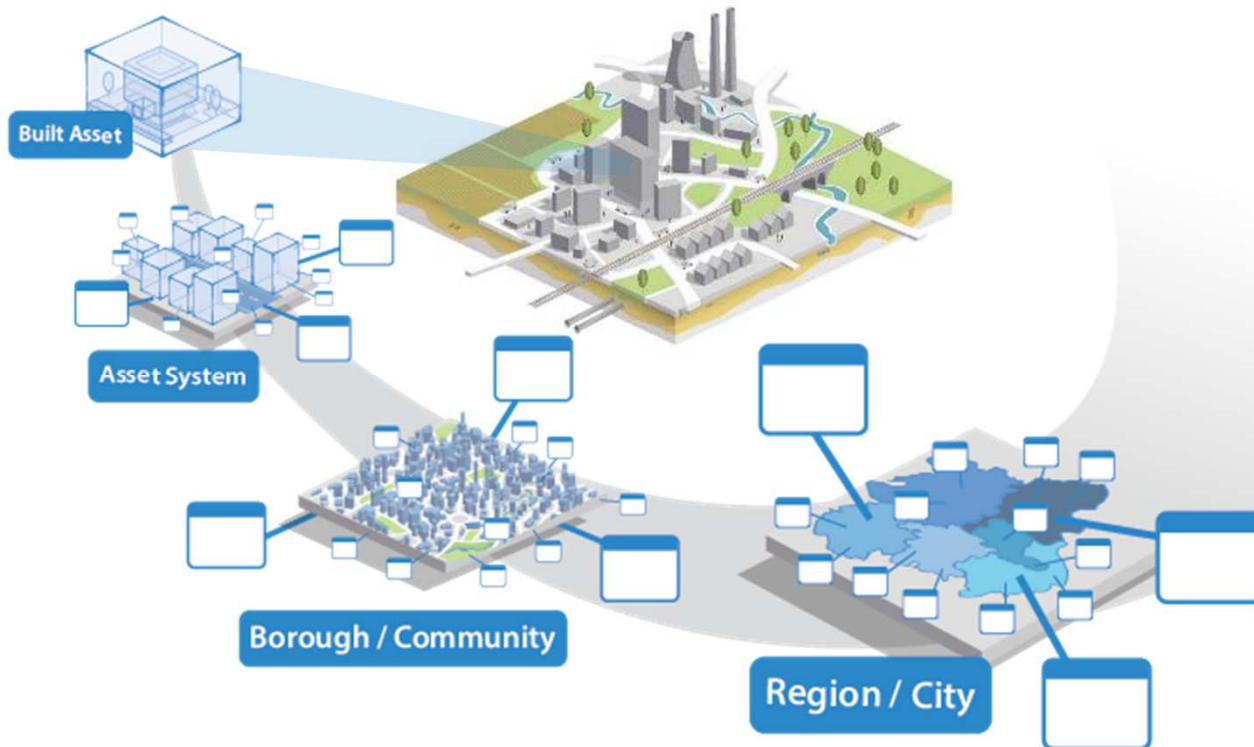 Built Asset
Asset System
Borough / Community
Region / City